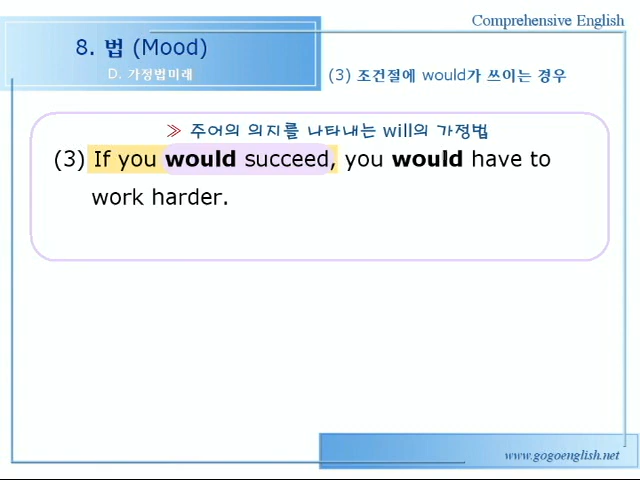 Comprehensive English
8. 법 (Mood)
D. 가정법미래
(3) 조건절에 would가 쓰이는 경우
≫ 주어의 의지를 나타내는 will의 가정법
(3) If you would succeed, you would have to
work harder.
www.gogoenglish.net